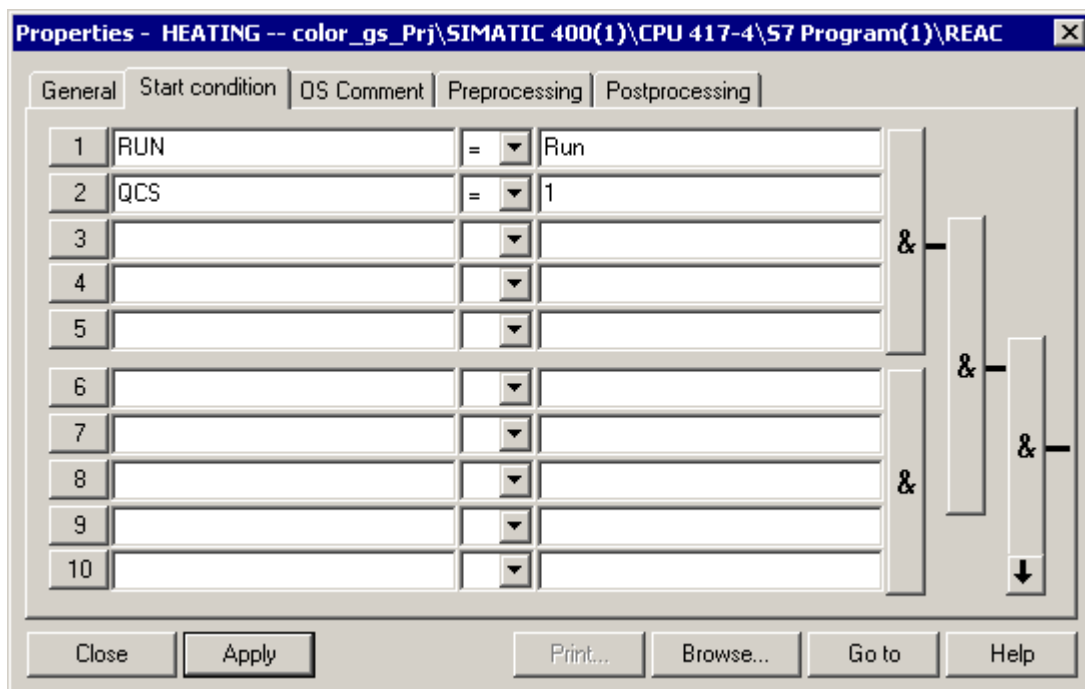 Properties - HEATING -- color_gs_Prj\SIMATIC 400(1)\CPU 417-4\S7 Program(1)\REAC
General Start condition OS Comment Preprocessing Postprocessing
1 RUN = Run
2 QCS = 1
3 &
4
5
&
6
7
&
8 &
9
10
Close Apply Print... Browse... Go to Help